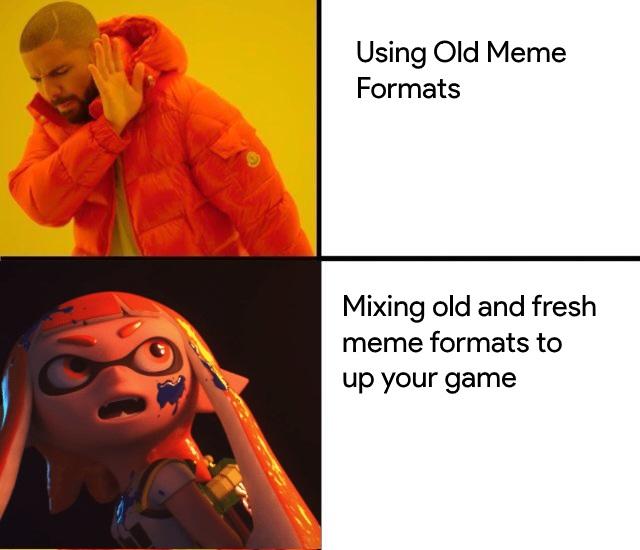 Using Old Meme
Formats
Mixing old and fresh
meme formats to
up your game